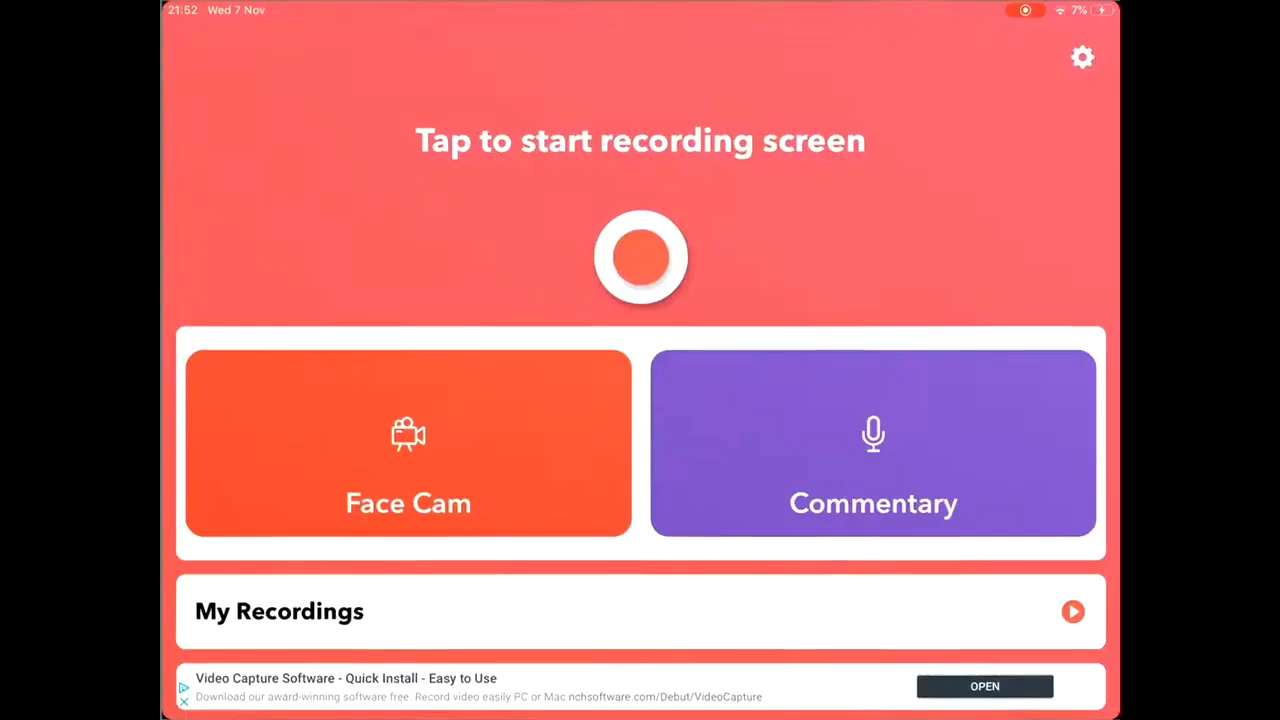 21:52 Wed 7 Nov 7%
Tap to start recording screen
Face Cam
Commentary
My Recordings
Video Capture Software - Quick Install - Easy to Use
Download our award-winning software free. Record video easily PC or Mac nchsoftware.com/Debut/VideoCapture
OPEN